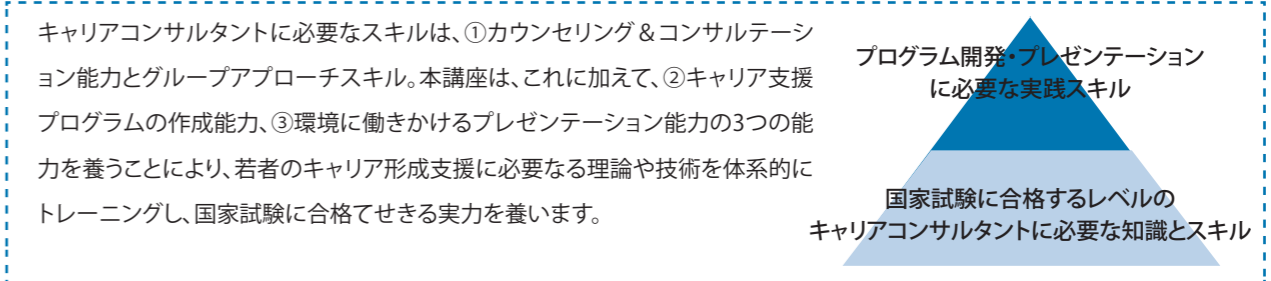 キャリアコンサルタントに必要なスキルは、①カウンセリング＆コンサルテーシ
ョン能力とグループアプローチスキル。本講座は、これに加えて、②キャリア支援
プログラムの作成能力、③環境に働きかけるプレゼンテーション能力の3つの能
力を養うことにより、若者のキャリア形成支援に必要なる理論や技術を体系的に
トレーニングし、国家試験に合格てせきる実力を養います。
プログラム開発・プレゼンテーション
に必要な実践スキル
国家試験に合格するレベルの
キャリアコンサルタントに必要な知識とスキル